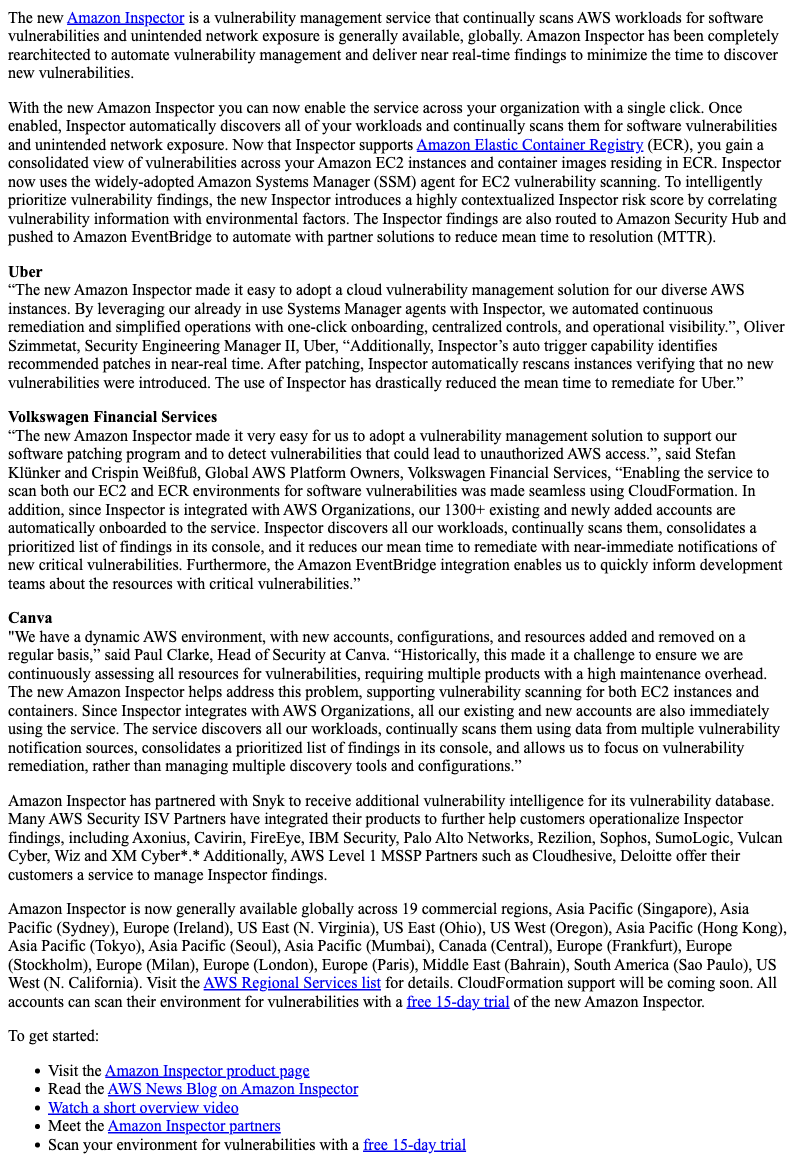 The new Amazon Inspector is a vulnerability management service that continually scans AWS workloads for software
vulnerabilities and unintended network exposure is generally available, globally. Amazon Inspector has been completely
rearchitected to automate vulnerability management and deliver near real-time findings to minimize the time to discover
new vulnerabilities.
With the new Amazon Inspector you can now enable the service across your organization with a single click. Once
enabled, Inspector automatically discovers all of your workloads and continually scans them for software vulnerabilities
and unintended network exposure. Now that Inspector supports Amazon Elastic Container Registry (ECR), you gain a
consolidated view of vulnerabilities across your Amazon EC2 instances and container images residing in ECR. Inspector
now uses the widely-adopted Amazon Systems Manager (SSM) agent for EC2 vulnerability scanning. To intelligently
prioritize vulnerability findings, the new Inspector introduces a highly contextualized Inspector risk score by correlating
vulnerability information with environmental factors. The Inspector findings are also routed to Amazon Security Hub and
pushed to Amazon EventBridge to automate with partner solutions to reduce mean time to resolution (MTTR).
Uber
“The new Amazon Inspector made it easy to adopt a cloud vulnerability management solution for our diverse AWS
instances. By leveraging our already in use Systems Manager agents with Inspector, we automated continuous
remediation and simplified operations with one-click onboarding, centralized controls, and operational visibility.”, Oliver
Szimmetat, Security Engineering Manager II, Uber, “Additionally, Inspector’s auto trigger capability identifies
recommended patches in near-real time. After patching, Inspector automatically rescans instances verifying that no new
vulnerabilities were introduced. The use of Inspector has drastically reduced the mean time to remediate for Uber.”
Volkswagen Financial Services
“The new Amazon Inspector made it very easy for us to adopt a vulnerability management solution to support our
software patching program and to detect vulnerabilities that could lead to unauthorized AWS access.”, said Stefan
Klünker and Crispin Weißfuß, Global AWS Platform Owners, Volkswagen Financial Services, “Enabling the service to
scan both our EC2 and ECR environments for software vulnerabilities was made seamless using CloudFormation. In
addition, since Inspector is integrated with AWS Organizations, our 1300+ existing and newly added accounts are
automatically onboarded to the service. Inspector discovers all our workloads, continually scans them, consolidates a
prioritized list of findings in its console, and it reduces our mean time to remediate with near-immediate notifications of
new critical vulnerabilities. Furthermore, the Amazon EventBridge integration enables us to quickly inform development
teams about the resources with critical vulnerabilities.”
Canva
"We have a dynamic AWS environment, with new accounts, configurations, and resources added and removed on a
regular basis,” said Paul Clarke, Head of Security at Canva. “Historically, this made it a challenge to ensure we are
continuously assessing all resources for vulnerabilities, requiring multiple products with a high maintenance overhead.
The new Amazon Inspector helps address this problem, supporting vulnerability scanning for both EC2 instances and
containers. Since Inspector integrates with AWS Organizations, all our existing and new accounts are also immediately
using the service. The service discovers all our workloads, continually scans them using data from multiple vulnerability
notification sources, consolidates a prioritized list of findings in its console, and allows us to focus on vulnerability
remediation, rather than managing multiple discovery tools and configurations.”
Amazon Inspector has partnered with Snyk to receive additional vulnerability intelligence for its vulnerability database.
Many AWS Security ISV Partners have integrated their products to further help customers operationalize Inspector
findings, including Axonius, Cavirin, FireEye, IBM Security, Palo Alto Networks, Rezilion, Sophos, SumoLogic, Vulcan
Cyber, Wiz and XM Cyber*.* Additionally, AWS Level 1 MSSP Partners such as Cloudhesive, Deloitte offer their
customers a service to manage Inspector findings.
Amazon Inspector is now generally available globally across 19 commercial regions, Asia Pacific (Singapore), Asia
Pacific (Sydney), Europe (Ireland), US East (N. Virginia), US East (Ohio), US West (Oregon), Asia Pacific (Hong Kong),
Asia Pacific (Tokyo), Asia Pacific (Seoul), Asia Pacific (Mumbai), Canada (Central), Europe (Frankfurt), Europe
(Stockholm), Europe (Milan), Europe (London), Europe (Paris), Middle East (Bahrain), South America (Sao Paulo), US
West (N. California). Visit the AWS Regional Services list for details. CloudFormation support will be coming soon. All
accounts can scan their environment for vulnerabilities with a free 15-day trial of the new Amazon Inspector.
To get started:
• Visit the Amazon Inspector product page
• Read the AWS News Blog on Amazon Inspector
• Watch a short overview video
• Meet the Amazon Inspector partners
• Scan your environment for vulnerabilities with a free 15-day trial